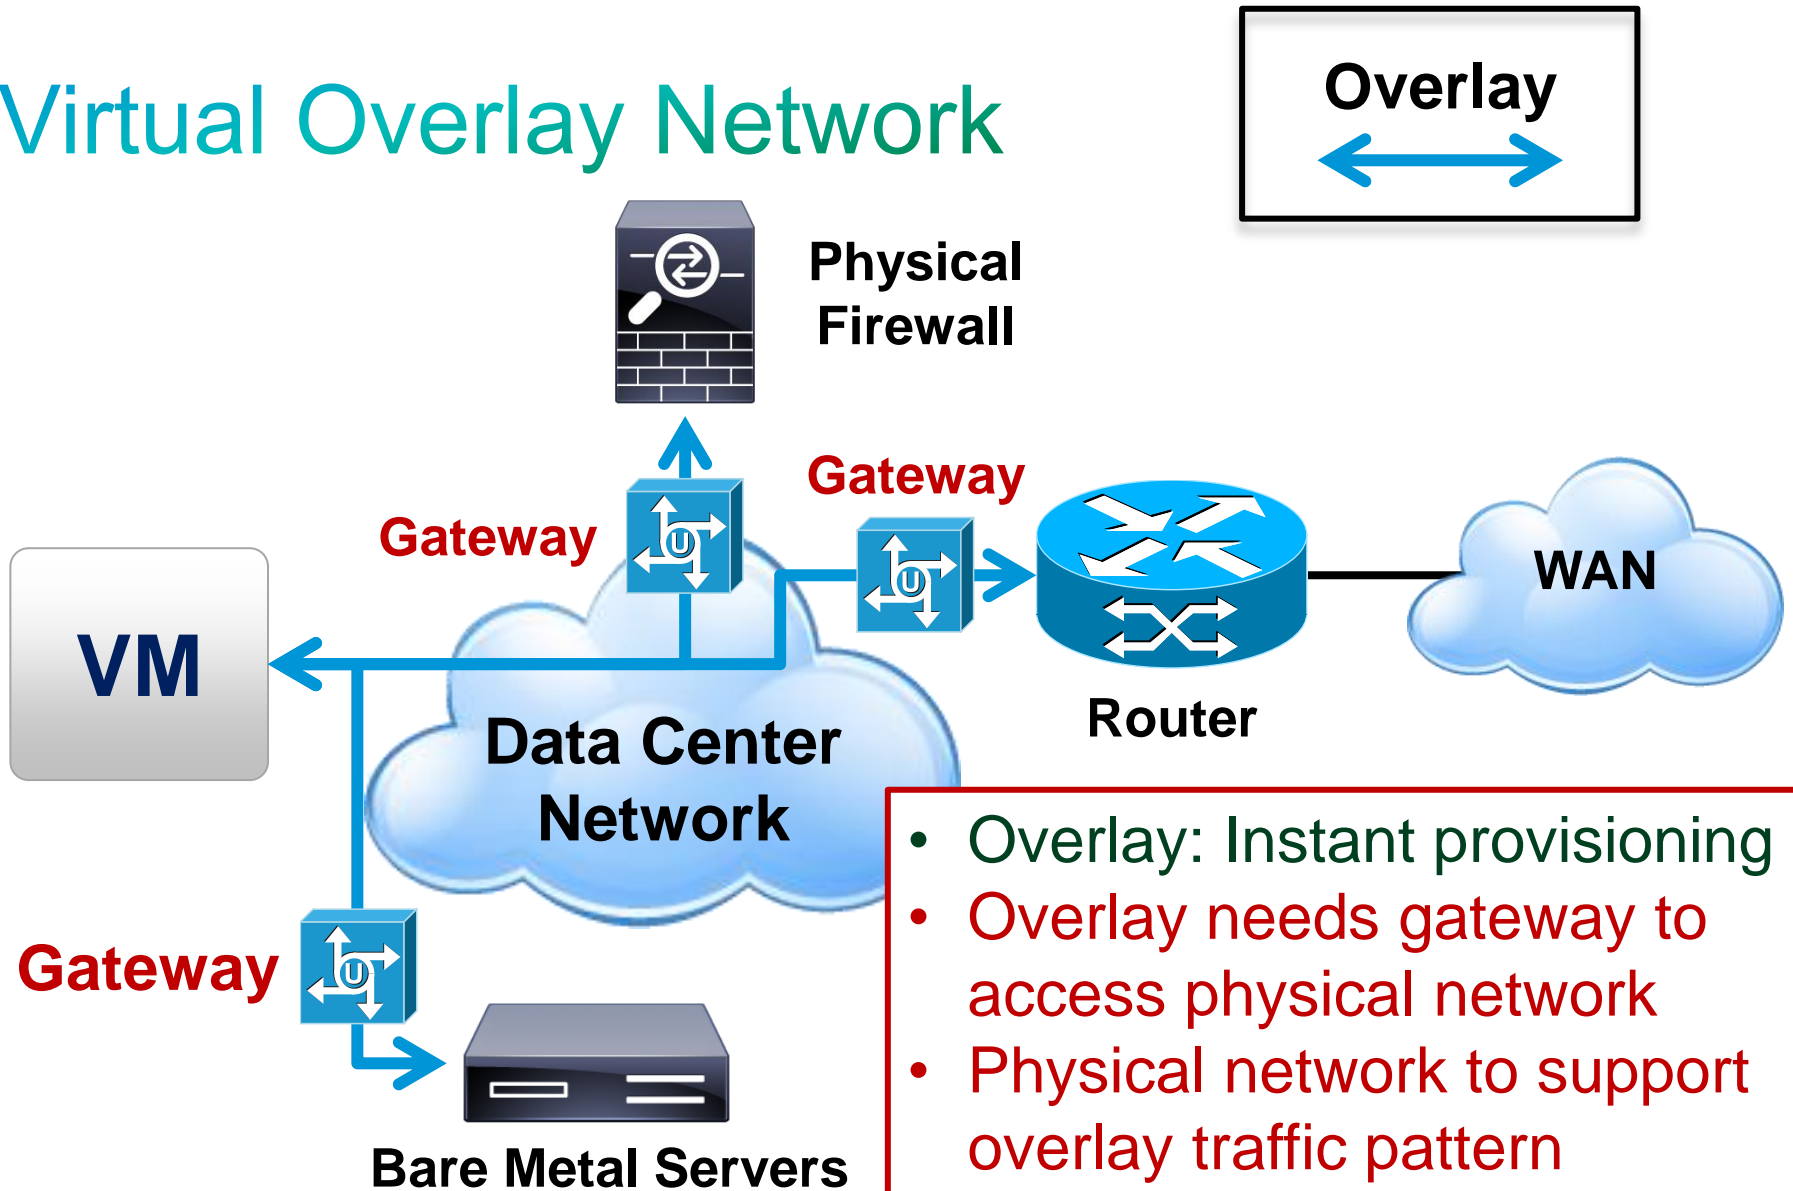 Virtual Overlay Network
Overlay
Physical
Firewall
Gateway
Gateway
U
U
WAN
VM
Router
Data Center
Network
Gateway
U
Bare Metal Servers
• Overlay: Instant provisioning
• Overlay needs gateway to
access physical network
• Physical network to support
overlay traffic pattern